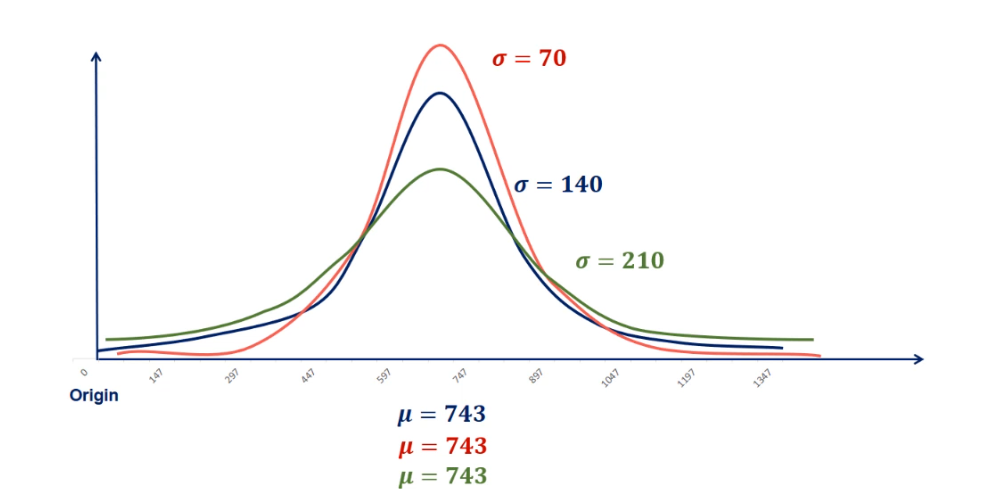 σ = 70
σ = 140
σ = 210
0 147 297 447 597 747 897 1047 1197 1347
Origin
μ = 743
μ = 743
μ = 743